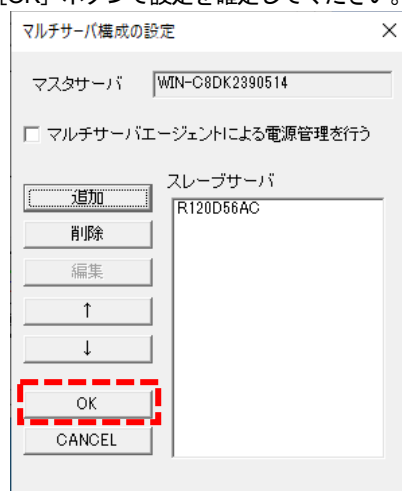 [OK] ボタンで設定を確定してください。
マルチサーバ構成の設定
マスタサーバ WIN-C8DK2390514
マルチサーバエージェントによる電源管理を行う
スレーブサーバ
追加
R120D56AC
削除
編集
↑
↓
OK
CANCEL